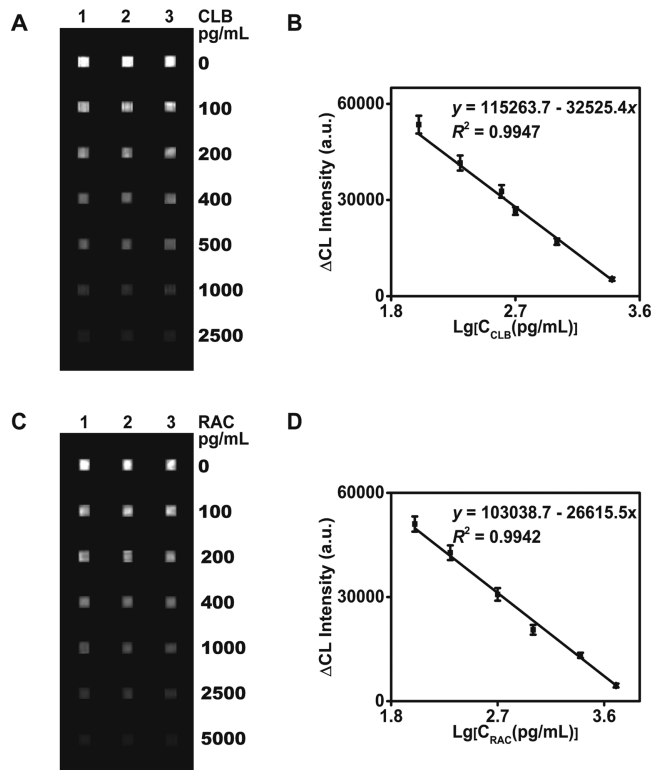 A
1 2 3 CLB
pg/mL
0
100
200
400
500
1000
2500
B
60000
30000
0
ΔCL Intensity (a.u.)
y = 115263.7 - 32525.4x
R² = 0.9947
1.8 2.7 3.6
Lg[C_CLB(pg/mL)]
C
1 2 3 RAC
pg/mL
0
100
200
400
1000
2500
5000
D
60000
30000
0
ΔCL Intensity (a.u.)
y = 103038.7 - 26615.5x
R² = 0.9942
1.8 2.7 3.6
Lg[C_RAC(pg/mL)]